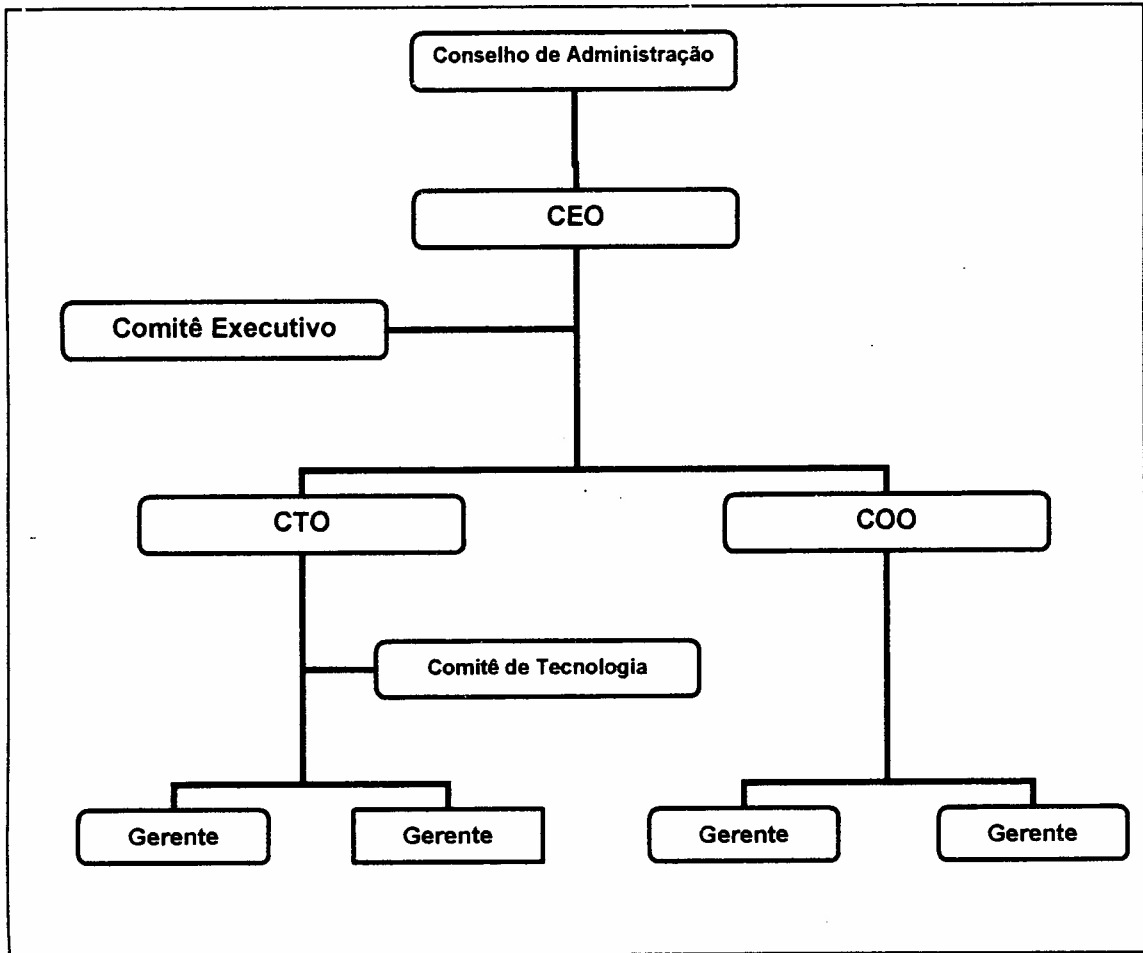 Conselho de Administração
CEO
Comitê Executivo
CTO
COO
Comitê de Tecnologia
Gerente
Gerente
Gerente
Gerente